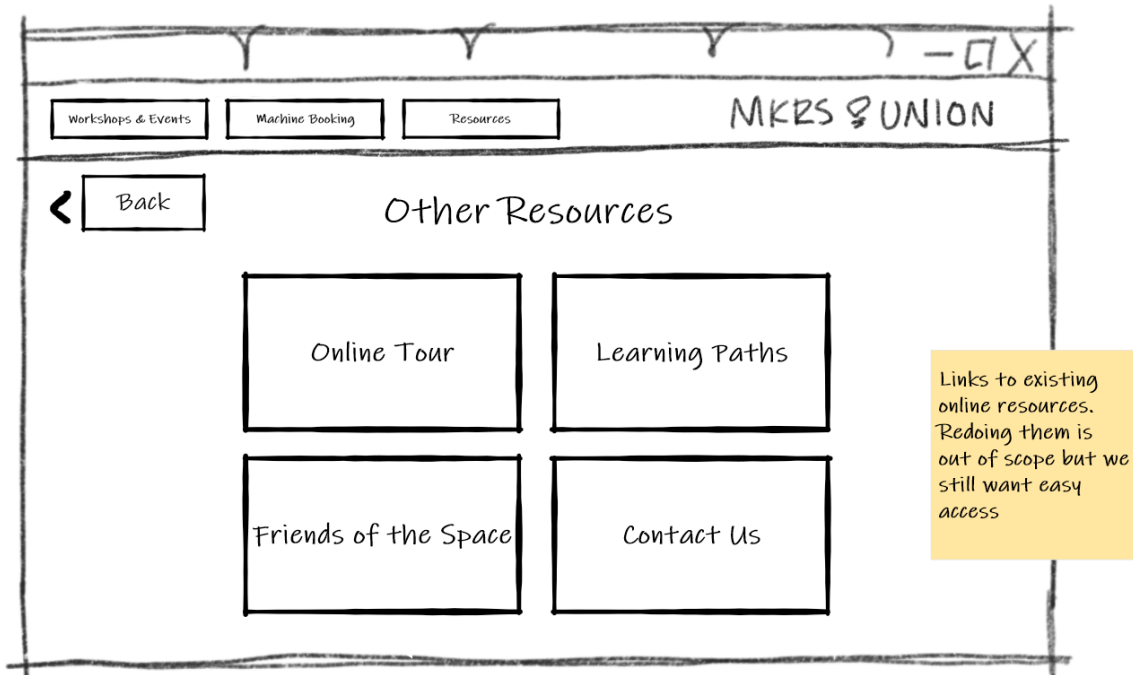 Workshops & Events
Machine Booking
Resources
MKRS UNION
Back
Other Resources
Online Tour
Learning Paths
Friends of the Space
Contact Us
Links to existing
online resources.
Redoing them is
out of scope but we
still want easy
access